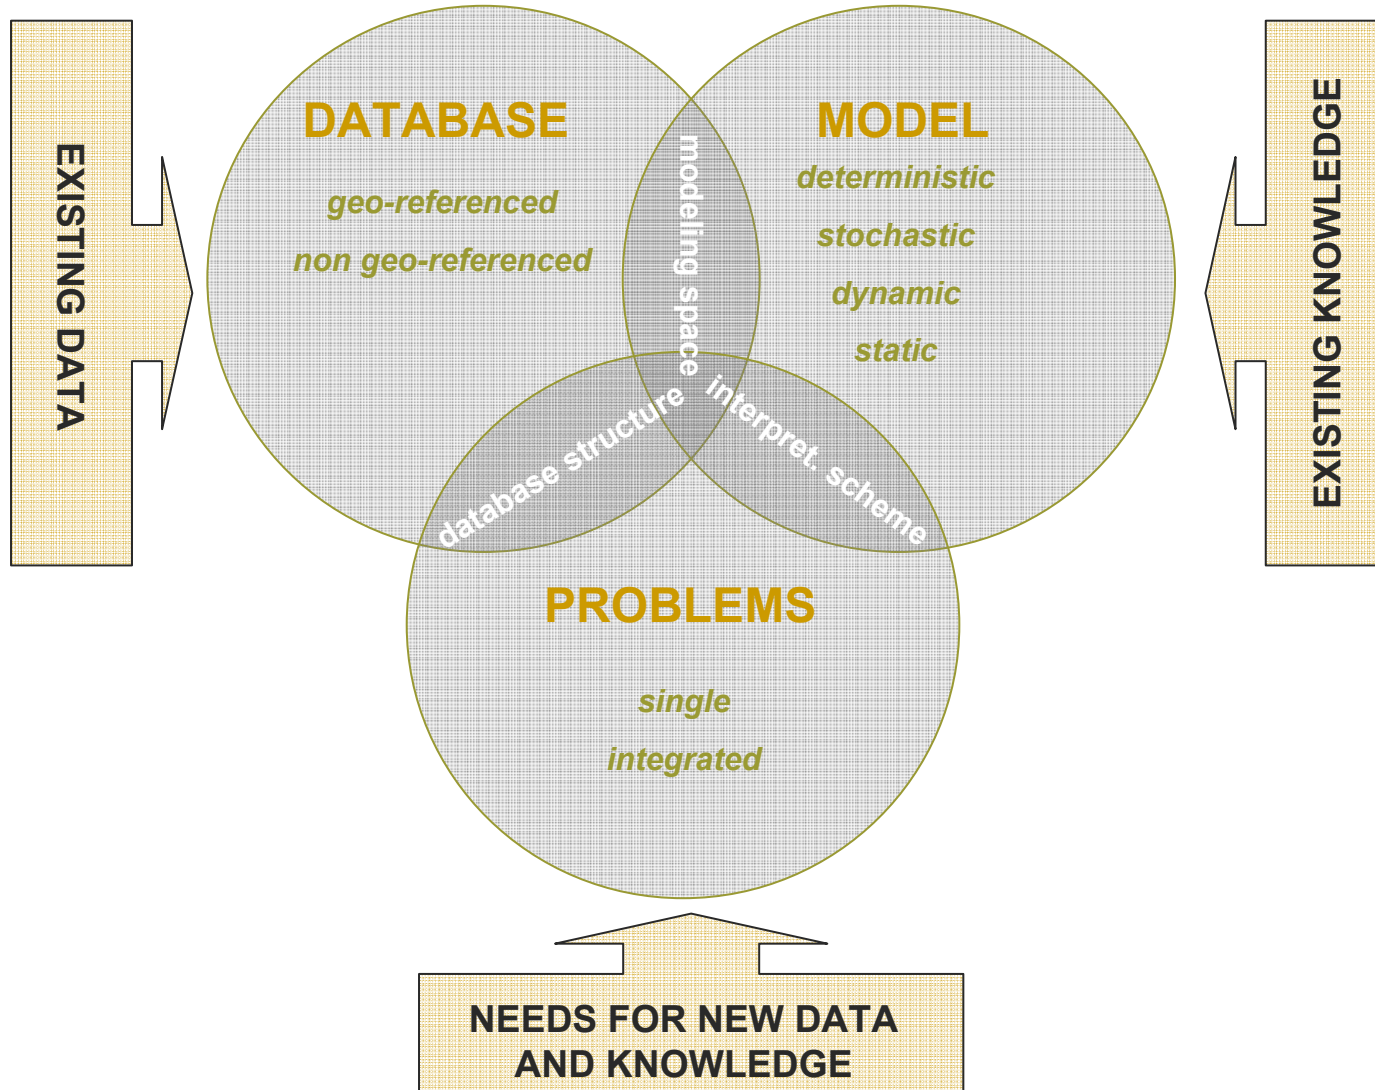 EXISTING DATA
DATABASE
geo-referenced
non geo-referenced
modeling space
MODEL
deterministic
stochastic
dynamic
static
EXISTING KNOWLEDGE
database structure
interpret. scheme
PROBLEMS
single
integrated
NEEDS FOR NEW DATA
AND KNOWLEDGE